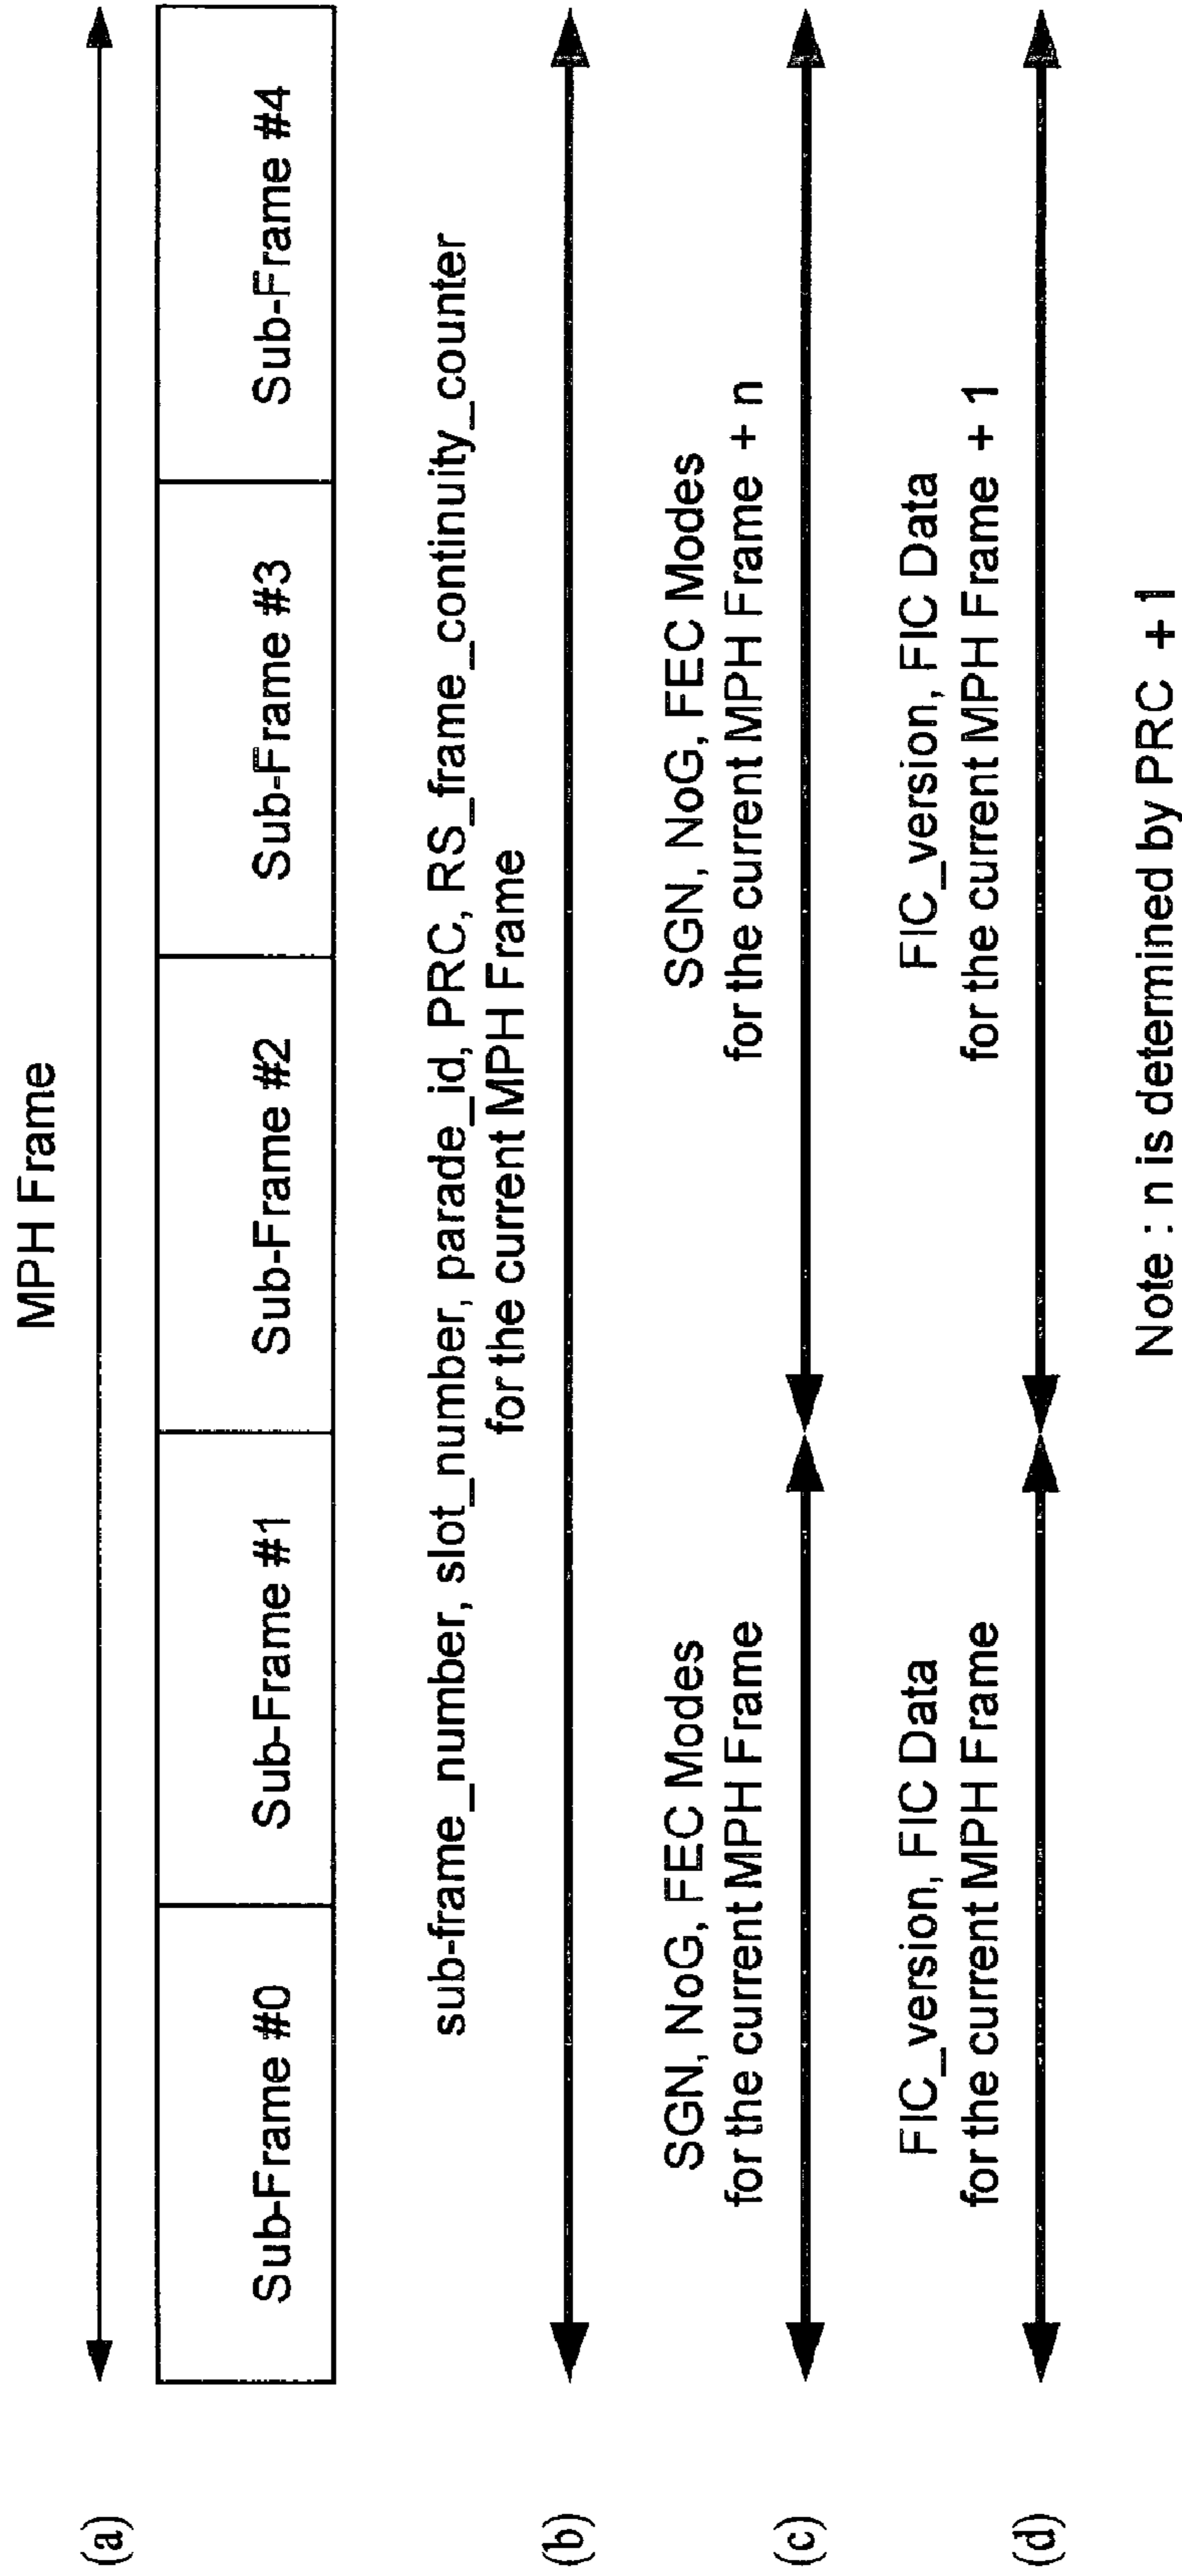 MPH Frame
(a)
Sub-Frame #0
Sub-Frame #1
Sub-Frame #2
Sub-Frame #3
Sub-Frame #4
sub-frame_number, slot_number, parade_id, PRC, RS_frame_continuity_counter
for the current MPH Frame
(b)
SGN, NoG, FEC Modes
for the current MPH Frame
SGN, NoG, FEC Modes
for the current MPH Frame + n
(c)
FIC_version, FIC Data
for the current MPH Frame
FIC_version, FIC Data
for the current MPH Frame + 1
(d)
Note : n is determined by PRC + 1